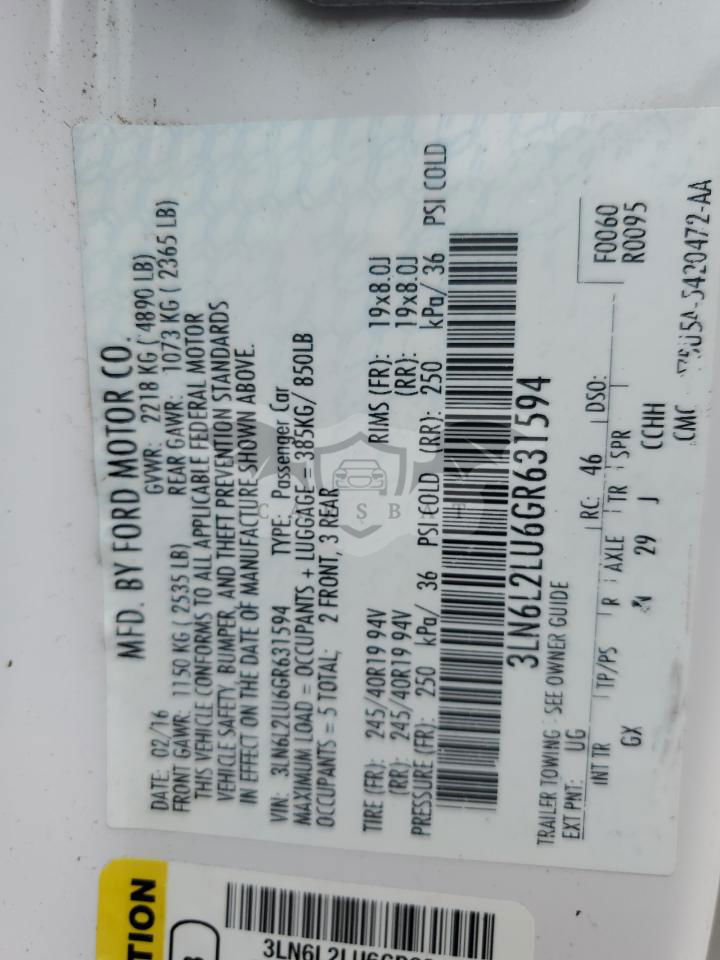 MFD. BY FORD MOTOR CO.
DATE: 02/16 GVWR: 2218 KG ( 4890 LB)
FRONT GAWR: 1150 KG ( 2535 LB) REAR GAWR: 1073 KG ( 2365 LB)
THIS VEHICLE CONFORMS TO ALL APPLICABLE FEDERAL MOTOR
VEHICLE SAFETY, BUMPER, AND THEFT PREVENTION STANDARDS
IN EFFECT ON THE DATE OF MANUFACTURE SHOWN ABOVE.
VIN: 3LN6L2LU6GR631594 TYPE: Passenger Car
MAXIMUM LOAD = OCCUPANTS + LUGGAGE = 385KG/ 850LB
OCCUPANTS = 5 TOTAL; 2 FRONT, 3 REAR
TIRE (FR): 245/40R19 94V RIMS (FR): 19x8.0J
(RR): 245/40R19 94V (RR): 19x8.0J
PRESSURE (FR): 250 kPa/ 36 PSI COLD (RR): 250 kPa/ 36 PSI COLD
3LN6L2LU6GR631594
TRAILER TOWING - SEE OWNER GUIDE
EXT PNT: UG RC: 46 DSO: F0060
R0095
INT TR TP/PS R AXLE TR SPR
GX 29 J CCHH
CMC
TION
3LN6L2LU6GR